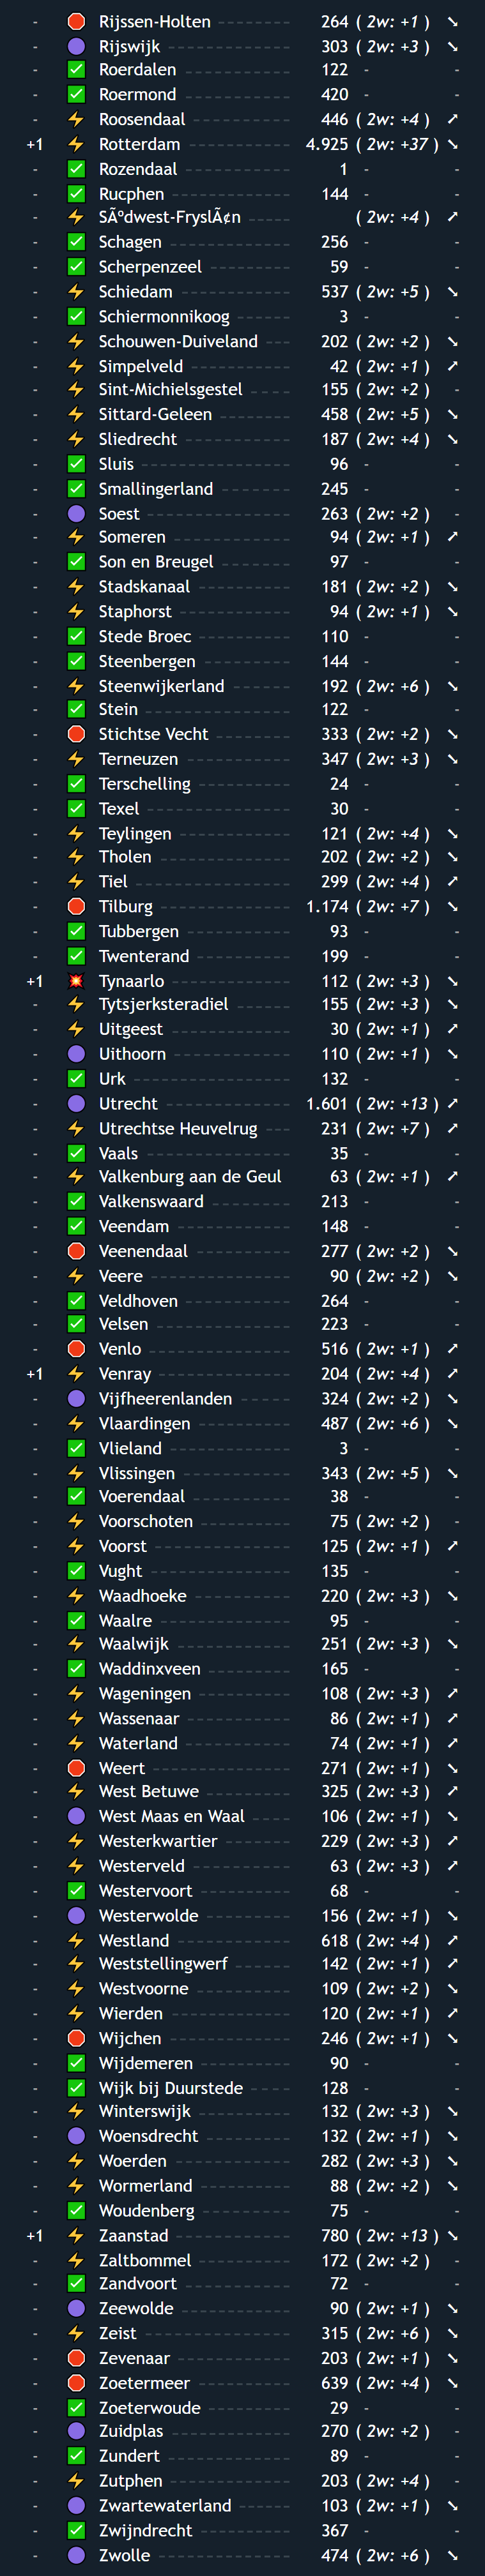 - 🛑 Rijssen-Holten 264 ( 2w: +1 ) ➘
- 🟣 Rijswijk 303 ( 2w: +3 ) ➘
- ✅ Roerdalen 122 - -
- ✅ Roermond 420 - -
- ⚡ Roosendaal 446 ( 2w: +4 ) ➚
+1 ⚡ Rotterdam 4.925 ( 2w: +37 ) ➘
- ✅ Rozendaal 1 - -
- ✅ Rucphen 144 - -
- ⚡ SÃºdwest-FryslÃ¢n ( 2w: +4 ) ➚
- ✅ Schagen 256 - -
- ✅ Scherpenzeel 59 - -
- ⚡ Schiedam 537 ( 2w: +5 ) ➘
- ✅ Schiermonnikoog 3 - -
- ⚡ Schouwen-Duiveland 202 ( 2w: +2 ) ➘
- ⚡ Simpelveld 42 ( 2w: +1 ) ➚
- ⚡ Sint-Michielsgestel 155 ( 2w: +2 ) -
- ⚡ Sittard-Geleen 458 ( 2w: +5 ) ➘
- ⚡ Sliedrecht 187 ( 2w: +4 ) ➘
- ✅ Sluis 96 - -
- ✅ Smallingerland 245 - -
- 🟣 Soest 263 ( 2w: +2 ) -
- ⚡ Someren 94 ( 2w: +1 ) ➚
- ✅ Son en Breugel 97 - -
- ⚡ Stadskanaal 181 ( 2w: +2 ) ➘
- ⚡ Staphorst 94 ( 2w: +1 ) ➘
- ✅ Stede Broec 110 - -
- ✅ Steenbergen 144 - -
- ⚡ Steenwijkerland 192 ( 2w: +6 ) ➘
- ✅ Stein 122 - -
- 🛑 Stichtse Vecht 333 ( 2w: +2 ) ➘
- ⚡ Terneuzen 347 ( 2w: +3 ) ➘
- ✅ Terschelling 24 - -
- ✅ Texel 30 - -
- ⚡ Teylingen 121 ( 2w: +4 ) ➘
- ⚡ Tholen 202 ( 2w: +2 ) ➘
- ⚡ Tiel 299 ( 2w: +4 ) ➚
- 🛑 Tilburg 1.174 ( 2w: +7 ) ➘
- ✅ Tubbergen 93 - -
- ✅ Twenterand 199 - -
+1 💥 Tynaarlo 112 ( 2w: +3 ) ➘
- ⚡ Tytsjerksteradiel 155 ( 2w: +3 ) ➘
- ⚡ Uitgeest 30 ( 2w: +1 ) ➚
- 🟣 Uithoorn 110 ( 2w: +1 ) ➘
- ✅ Urk 132 - -
- 🟣 Utrecht 1.601 ( 2w: +13 ) ➚
- ⚡ Utrechtse Heuvelrug 231 ( 2w: +7 ) ➚
- ✅ Vaals 35 - -
- ⚡ Valkenburg aan de Geul 63 ( 2w: +1 ) ➚
- ✅ Valkenswaard 213 - -
- ✅ Veendam 148 - -
- 🛑 Veenendaal 277 ( 2w: +2 ) ➘
- ⚡ Veere 90 ( 2w: +2 ) ➘
- ✅ Veldhoven 264 - -
- ✅ Velsen 223 - -
- 🛑 Venlo 516 ( 2w: +1 ) ➚
+1 ⚡ Venray 204 ( 2w: +4 ) ➚
- 🟣 Vijfheerenlanden 324 ( 2w: +2 ) ➘
- ⚡ Vlaardingen 487 ( 2w: +6 ) ➘
- ✅ Vlieland 3 - -
- ⚡ Vlissingen 343 ( 2w: +5 ) ➘
- ✅ Voerendaal 38 - -
- ⚡ Voorschoten 75 ( 2w: +2 ) -
- ⚡ Voorst 125 ( 2w: +1 ) ➚
- ✅ Vught 135 - -
- ⚡ Waadhoeke 220 ( 2w: +3 ) ➘
- ✅ Waalre 95 - -
- ⚡ Waalwijk 251 ( 2w: +3 ) ➘
- ✅ Waddinxveen 165 - -
- ⚡ Wageningen 108 ( 2w: +3 ) ➚
- ⚡ Wassenaar 86 ( 2w: +1 ) ➚
- ⚡ Waterland 74 ( 2w: +1 ) ➚
- 🛑 Weert 271 ( 2w: +1 ) ➘
- ⚡ West Betuwe 325 ( 2w: +3 ) ➚
- 🟣 West Maas en Waal 106 ( 2w: +1 ) ➘
- ⚡ Westerkwartier 229 ( 2w: +3 ) ➚
- ⚡ Westerveld 63 ( 2w: +3 ) ➚
- ✅ Westervoort 68 - -
- 🟣 Westerwolde 156 ( 2w: +1 ) ➘
- ⚡ Westland 618 ( 2w: +4 ) ➚
- ⚡ Weststellingwerf 142 ( 2w: +1 ) ➚
- ⚡ Westvoorne 109 ( 2w: +2 ) ➘
- ⚡ Wierden 120 ( 2w: +1 ) ➚
- 🛑 Wijchen 246 ( 2w: +1 ) ➘
- ✅ Wijdemeren 90 - -
- ✅ Wijk bij Duurstede 128 - -
- ⚡ Winterswijk 132 ( 2w: +3 ) ➘
- 🟣 Woensdrecht 132 ( 2w: +1 ) ➘
- ⚡ Woerden 282 ( 2w: +3 ) ➘
- ⚡ Wormerland 88 ( 2w: +2 ) ➘
- ✅ Woudenberg 75 - -
+1 ⚡ Zaanstad 780 ( 2w: +13 ) ➘
- ⚡ Zaltbommel 172 ( 2w: +2 ) -
- ✅ Zandvoort 72 - -
- 🟣 Zeewolde 90 ( 2w: +1 ) ➘
- ⚡ Zeist 315 ( 2w: +6 ) ➘
- 🛑 Zevenaar 203 ( 2w: +1 ) ➘
- 🛑 Zoetermeer 639 ( 2w: +4 ) ➘
- ✅ Zoeterwoude 29 - -
- 🟣 Zuidplas 270 ( 2w: +2 ) -
- ✅ Zundert 89 - -
- ⚡ Zutphen 203 ( 2w: +4 ) -
- 🟣 Zwartewaterland 103 ( 2w: +1 ) ➘
- ✅ Zwijndrecht 367 - -
- 🟣 Zwolle 474 ( 2w: +6 ) ➘